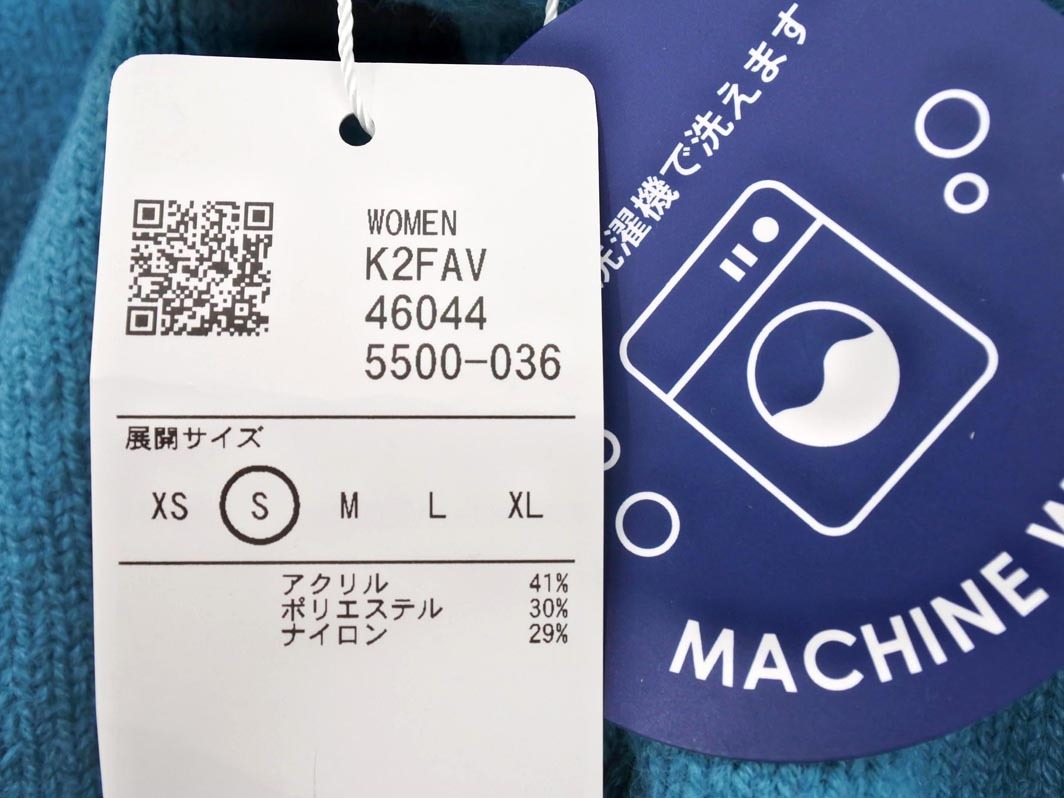 WOMEN
K2FAV
46044
5500-036
展開サイズ
XS S M L XL
アクリル 41%
ポリエステル 30%
ナイロン 29%
洗濯機で洗えます
MACHINE